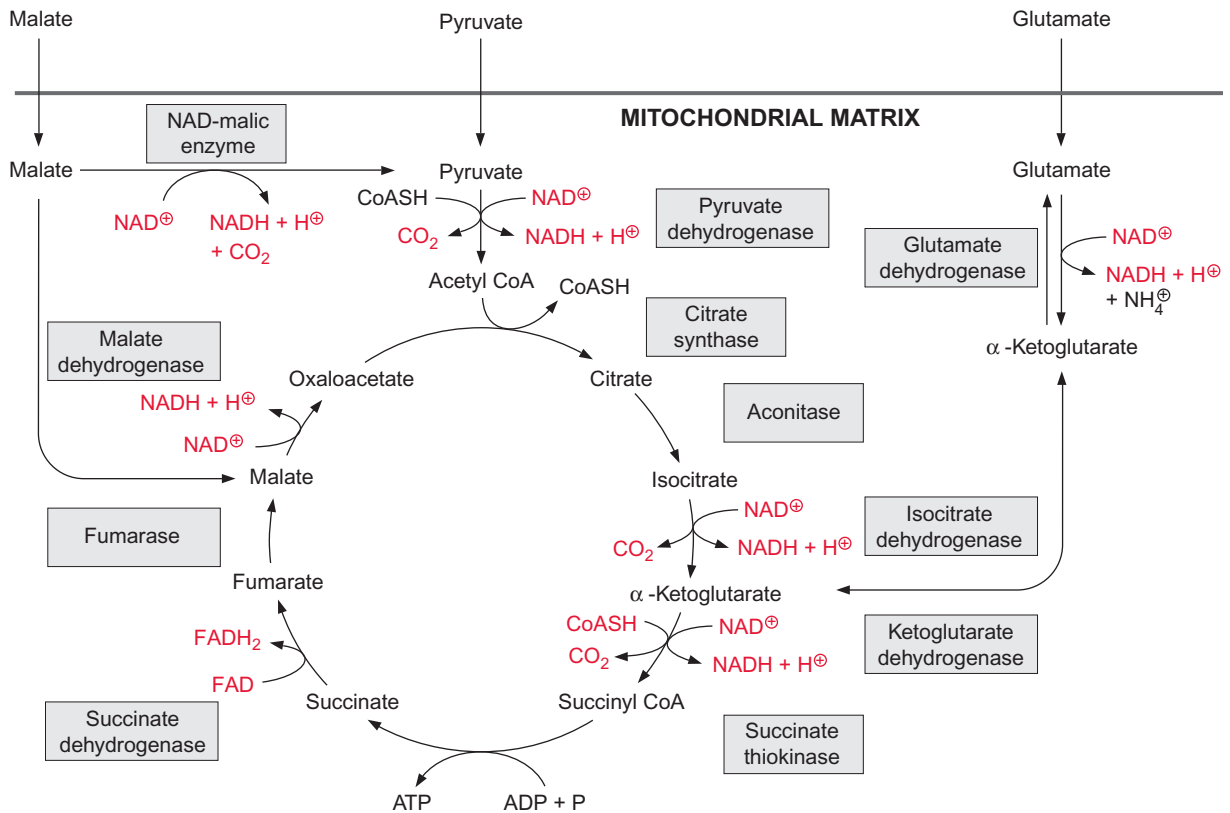 Malate
Pyruvate
Glutamate
NAD-malic
enzyme
MITOCHONDRIAL MATRIX
Malate
Pyruvate
Glutamate
NAD⊕
NADH + H⊕
+ CO₂
CoASH
NAD⊕
CO₂
NADH + H⊕
Pyruvate
dehydrogenase
Glutamate
dehydrogenase
NAD⊕
NADH + H⊕
+ NH₄⊕
Acetyl CoA
CoASH
Citrate
synthase
Malate
dehydrogenase
α -Ketoglutarate
Oxaloacetate
Citrate
NADH + H⊕
NAD⊕
Aconitase
Malate
Isocitrate
Fumarase
NAD⊕
CO₂
NADH + H⊕
Isocitrate
dehydrogenase
Fumarate
α -Ketoglutarate
FADH₂
FAD
CoASH
NAD⊕
CO₂
NADH + H⊕
Ketoglutarate
dehydrogenase
Succinate
Succinyl CoA
Succinate
dehydrogenase
Succinate
thiokinase
ATP
ADP + P